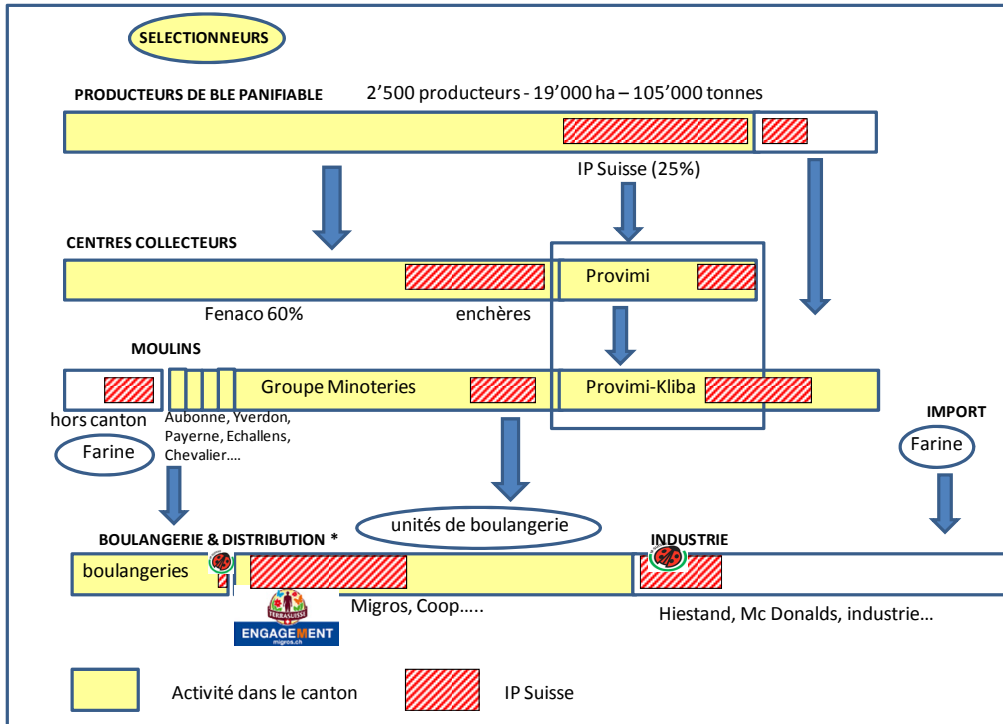 SELECTIONNEURS
PRODUCTEURS DE BLE PANIFIABLE
2'500 producteurs - 19'000 ha – 105'000 tonnes
IP Suisse (25%)
CENTRES COLLECTEURS
Provimi
Fenaco 60%
enchères
MOULINS
Groupe Minoteries
Provimi-Kliba
hors canton
Aubonne, Yverdon,
Payerne, Echallens,
Chevalier....
Farine
IMPORT
Farine
unités de boulangerie
BOULANGERIE & DISTRIBUTION *
INDUSTRIE
boulangeries
TERRASUISSE
ENGAGEMENT
migros.ch
Migros, Coop.....
Hiestand, Mc Donalds, industrie...
Activité dans le canton
IP Suisse